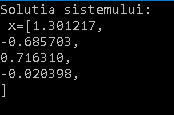 Solutia sistemului:
 x=[1.301217,
-0.685703,
0.716310,
-0.020398,
]